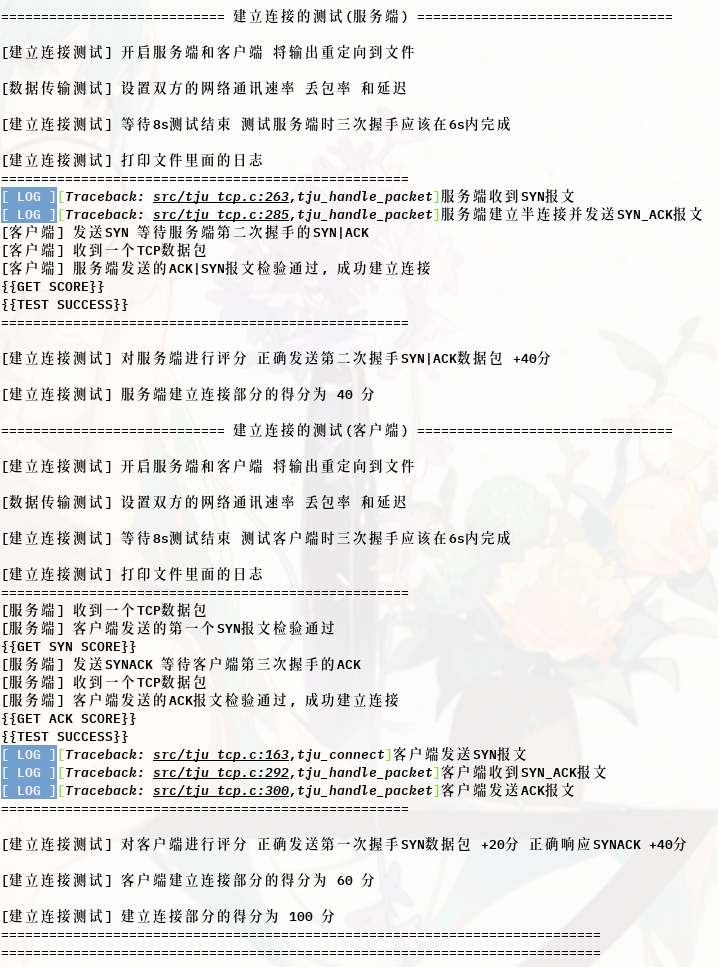 ============================ 建立连接的测试(服务端) ================================
[建立连接测试] 开启服务端和客户端 将输出重定向到文件
[数据传输测试] 设置双方的网络通讯速率 丢包率 和延迟
[建立连接测试] 等待8s测试结束 测试服务端时三次握手应该在6s内完成
[建立连接测试] 打印文件里面的日志
===================================================
[ LOG ][Traceback: src/tju_tcp.c:263,tju_handle_packet]服务端收到SYN报文
[ LOG ][Traceback: src/tju_tcp.c:285,tju_handle_packet]服务端建立半连接并发送SYN_ACK报文
[客户端] 发送SYN 等待服务端第二次握手的SYN|ACK
[客户端] 收到一个TCP数据包
[客户端] 服务端发送的ACK|SYN报文检验通过, 成功建立连接
{{GET SCORE}}
{{TEST SUCCESS}}
===================================================
[建立连接测试] 对服务端进行评分 正确发送第二次握手SYN|ACK数据包 +40分
[建立连接测试] 服务端建立连接部分的得分为 40 分
============================ 建立连接的测试(客户端) ================================
[建立连接测试] 开启服务端和客户端 将输出重定向到文件
[数据传输测试] 设置双方的网络通讯速率 丢包率 和延迟
[建立连接测试] 等待8s测试结束 测试客户端时三次握手应该在6s内完成
[建立连接测试] 打印文件里面的日志
===================================================
[服务端] 收到一个TCP数据包
[服务端] 客户端发送的第一个SYN报文检验通过
{{GET SYN SCORE}}
[服务端] 发送SYNACK 等待客户端第三次握手的ACK
[服务端] 收到一个TCP数据包
[服务端] 客户端发送的ACK报文检验通过, 成功建立连接
{{GET ACK SCORE}}
{{TEST SUCCESS}}
[ LOG ][Traceback: src/tju_tcp.c:163,tju_connect]客户端发送SYN报文
[ LOG ][Traceback: src/tju_tcp.c:292,tju_handle_packet]客户端收到SYN_ACK报文
[ LOG ][Traceback: src/tju_tcp.c:300,tju_handle_packet]客户端发送ACK报文
===================================================
[建立连接测试] 对客户端进行评分 正确发送第一次握手SYN数据包 +20分 正确响应SYNACK +40分
[建立连接测试] 客户端建立连接部分的得分为 60 分
[建立连接测试] 建立连接部分的得分为 100 分
===========================================================================
===========================================================================